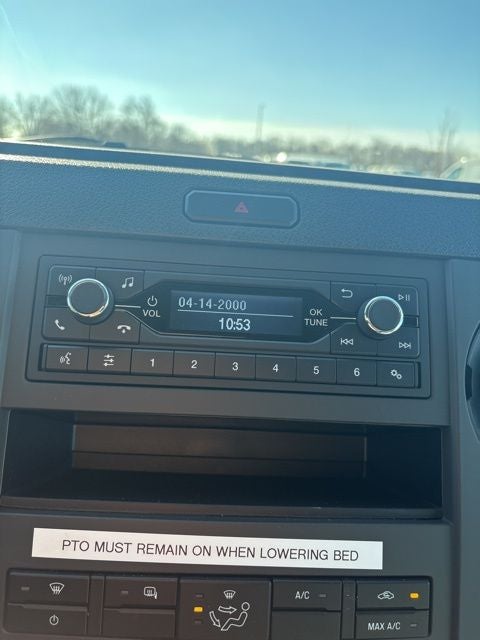 04-14-2000
VOL
10:53
OK
TUNE
1 2 3 4 5 6
PTO MUST REMAIN ON WHEN LOWERING BED
A/C
MAX A/C